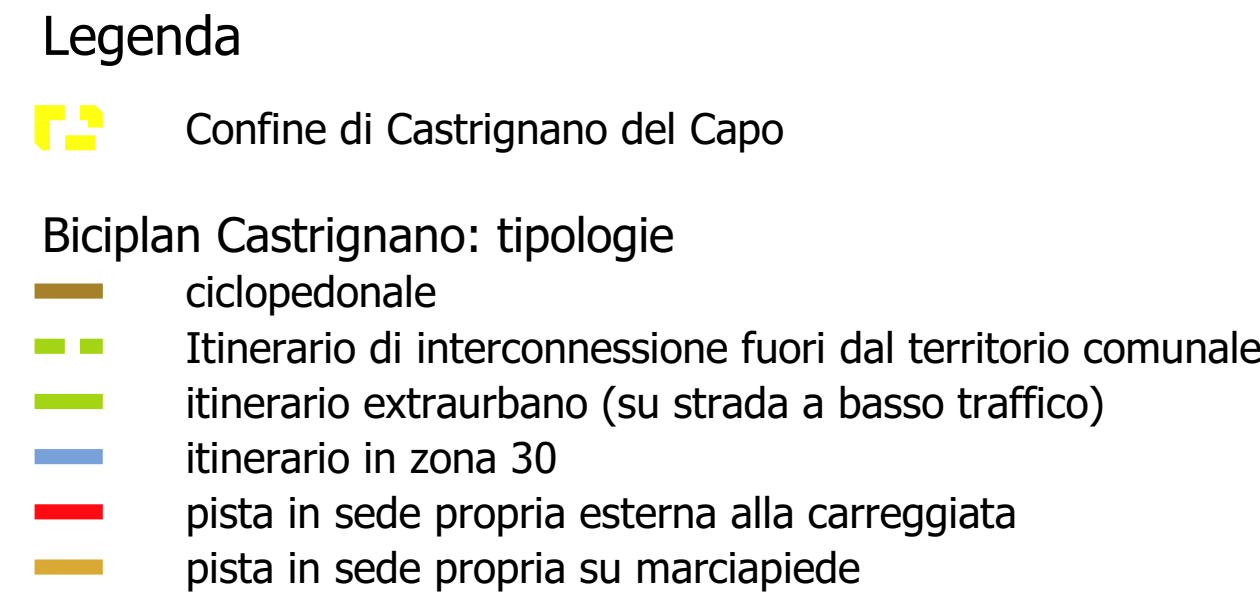 Legenda
Confine di Castrignano del Capo
Biciplan Castrignano: tipologie
ciclopedonale
Itinerario di interconnessione fuori dal territorio comunale
itinerario extraurbano (su strada a basso traffico)
itinerario in zona 30
pista in sede propria esterna alla carreggiata
pista in sede propria su marciapiede